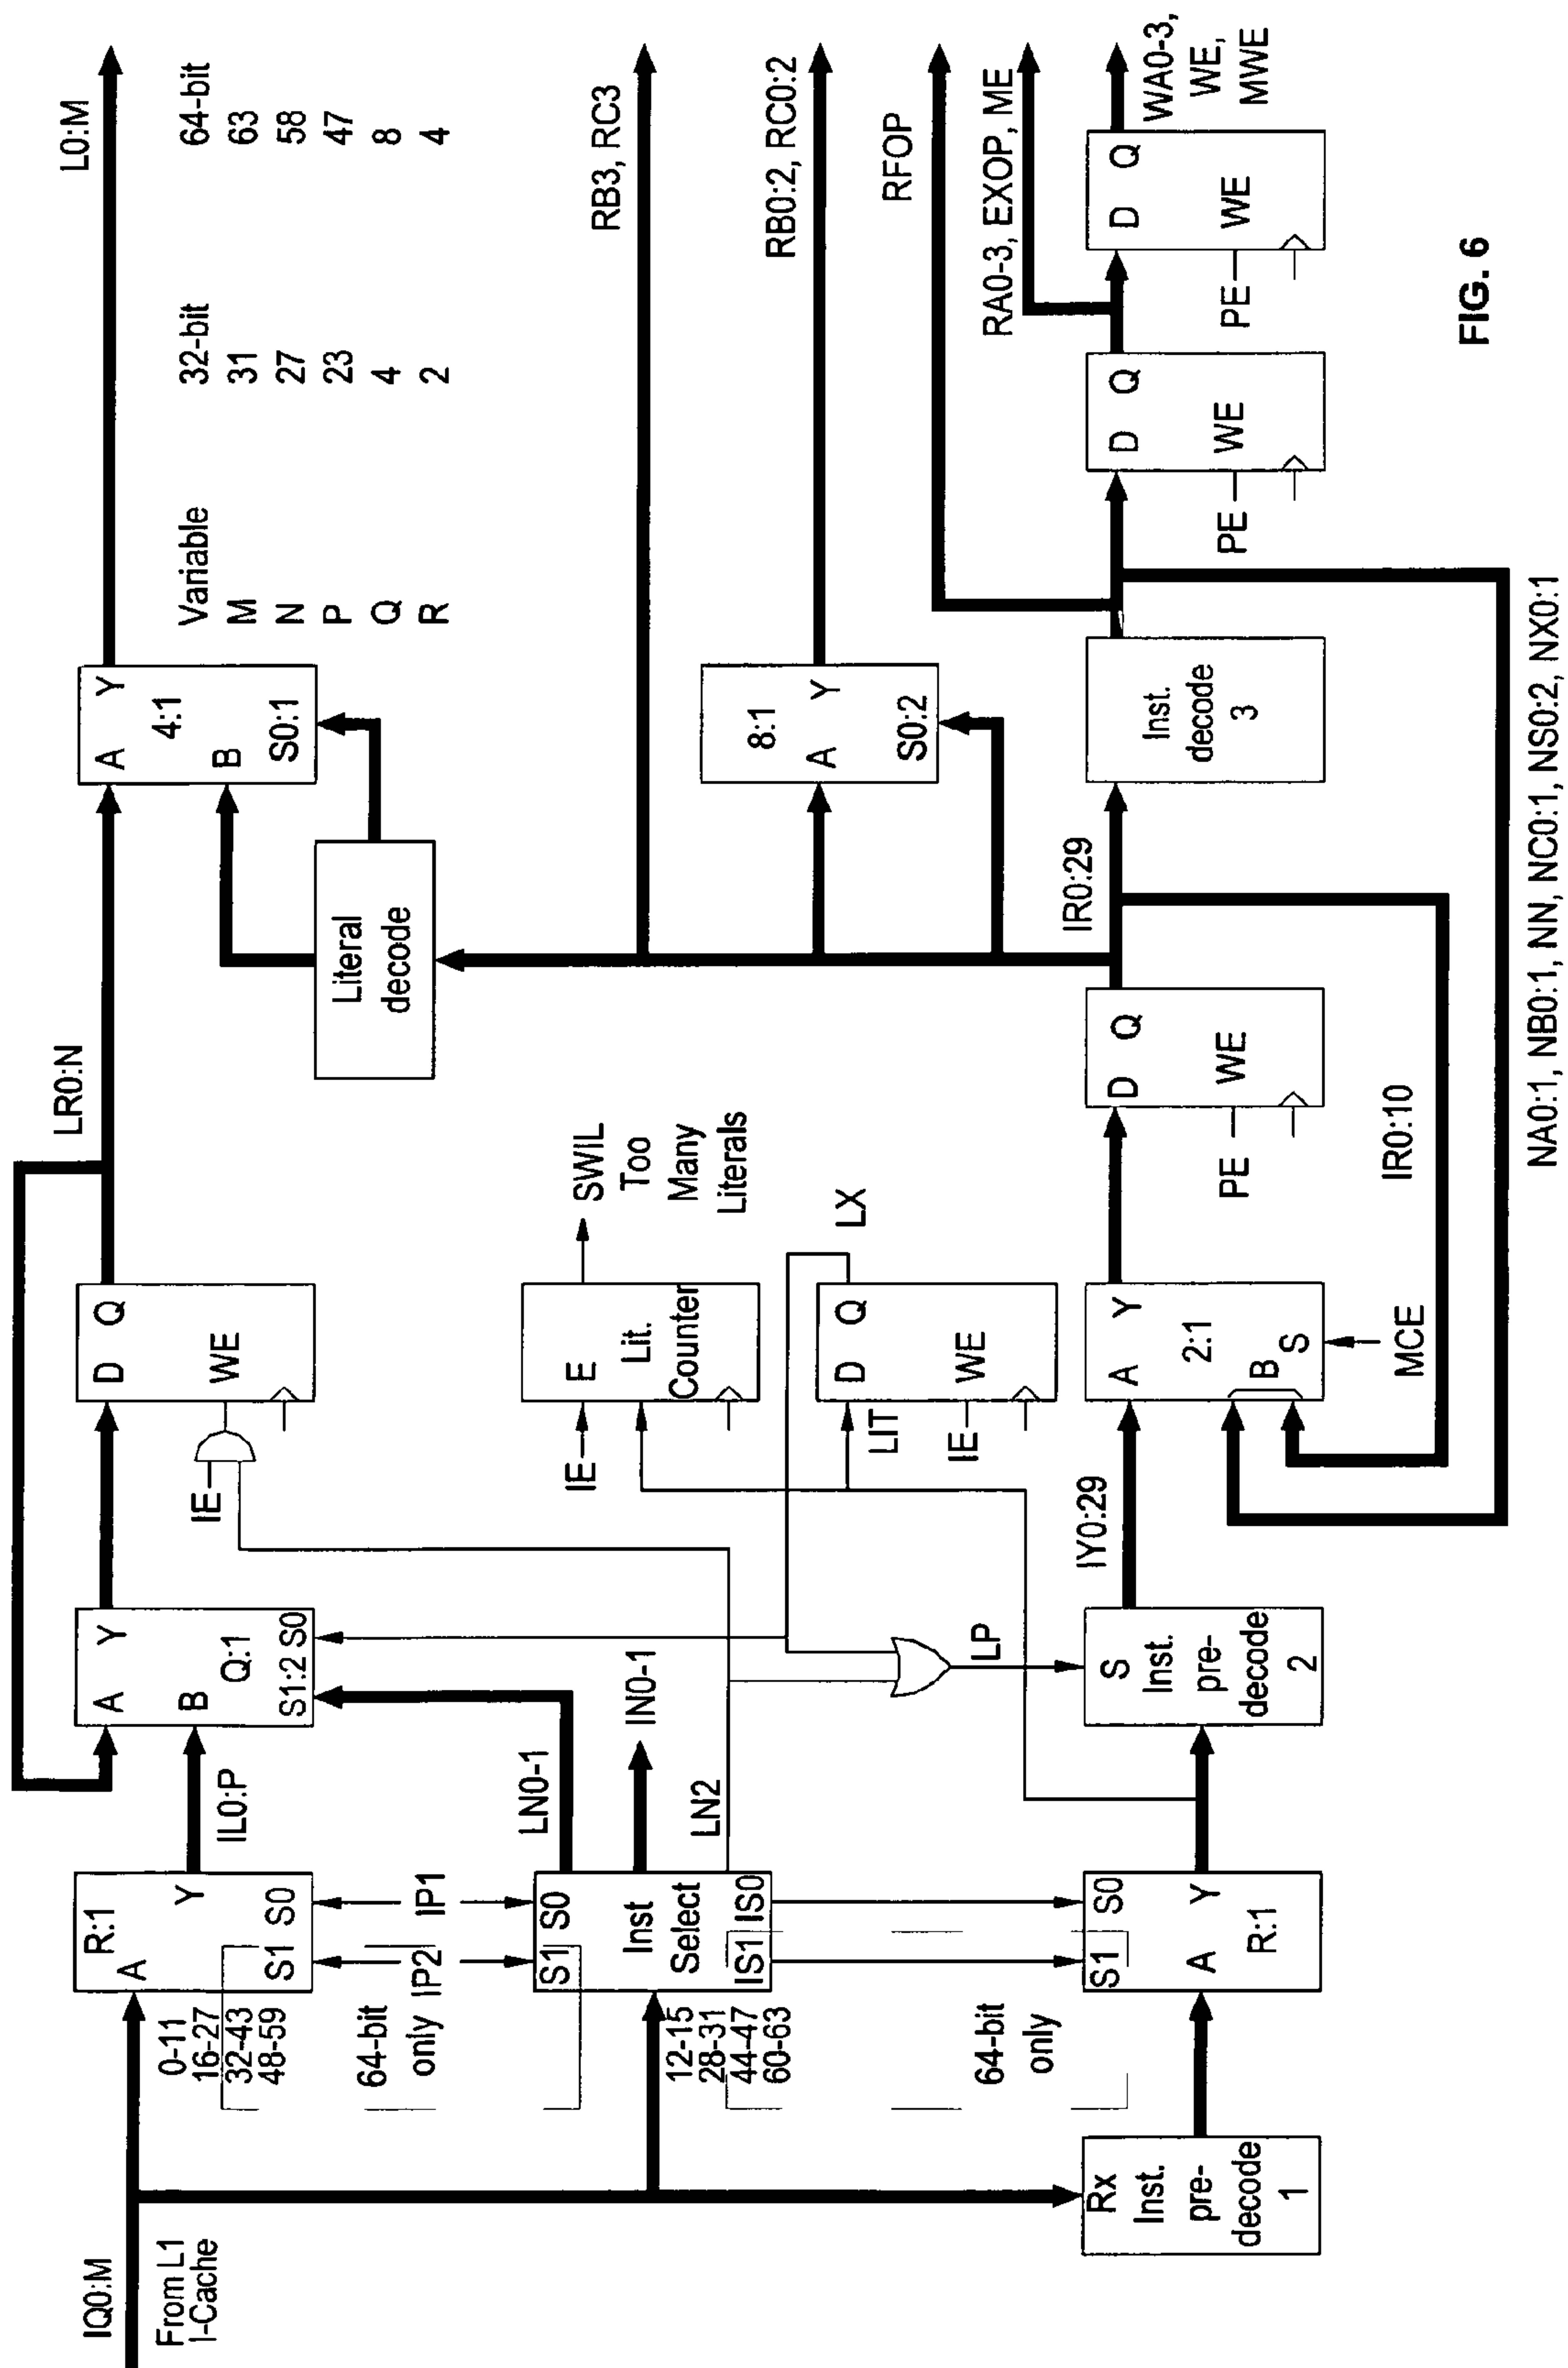 IQ0:M
From L1
I-Cache
0-11
16-27
32-43
48-59
R:1
A
Y
S1 S0
64-bit
only
IP2
IP1
ILO:P
A
B
Y
Q:1
S1:2 S0
IE
D Q
WE
LR0:N
A
B
Y
4:1
S0:1
L0:M
Variable 32-bit 64-bit
M 31 63
N 27 58
P 23 47
Q 4 8
R 2 4
Literal
decode
12-15
28-31
44-47
60-63
S1 S0
Inst
Select
IS1 IS0
LN0-1
IN0-1
LN2
IE
E
Lit.
Counter
SWIL
Too
Many
Literals
LIT
IE
D Q
WE
LX
LP
RB3, RC3
8:1
A Y
S0:2
RB0:2, RC0:2
RFOP
RA0-3, EXOP, ME
64-bit
only
Rx
Inst.
pre-
decode
1
S1 S0
A Y
R:1
S
Inst.
pre-
decode
2
IY0:29
A Y
2:1
B
S
MCE
D Q
WE
PE
IR0:29
IR0:10
Inst.
decode
3
D Q
WE
PE
D Q
WE
PE
WA0-3,
WE,
MWE
NA0:1, NB0:1, NN, NC0:1, NS0:2, NX0:1
FIG. 6